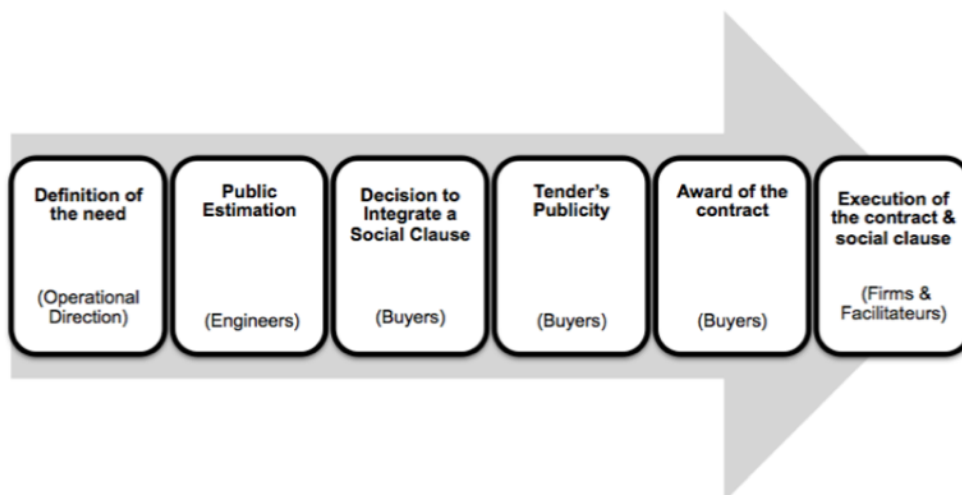 Definition of
the need
(Operational
Direction)
Public
Estimation
(Engineers)
Decision to
Integrate a
Social Clause
(Buyers)
Tender's
Publicity
(Buyers)
Award of the
contract
(Buyers)
Execution of
the contract &
social clause
(Firms &
Facilitateurs)